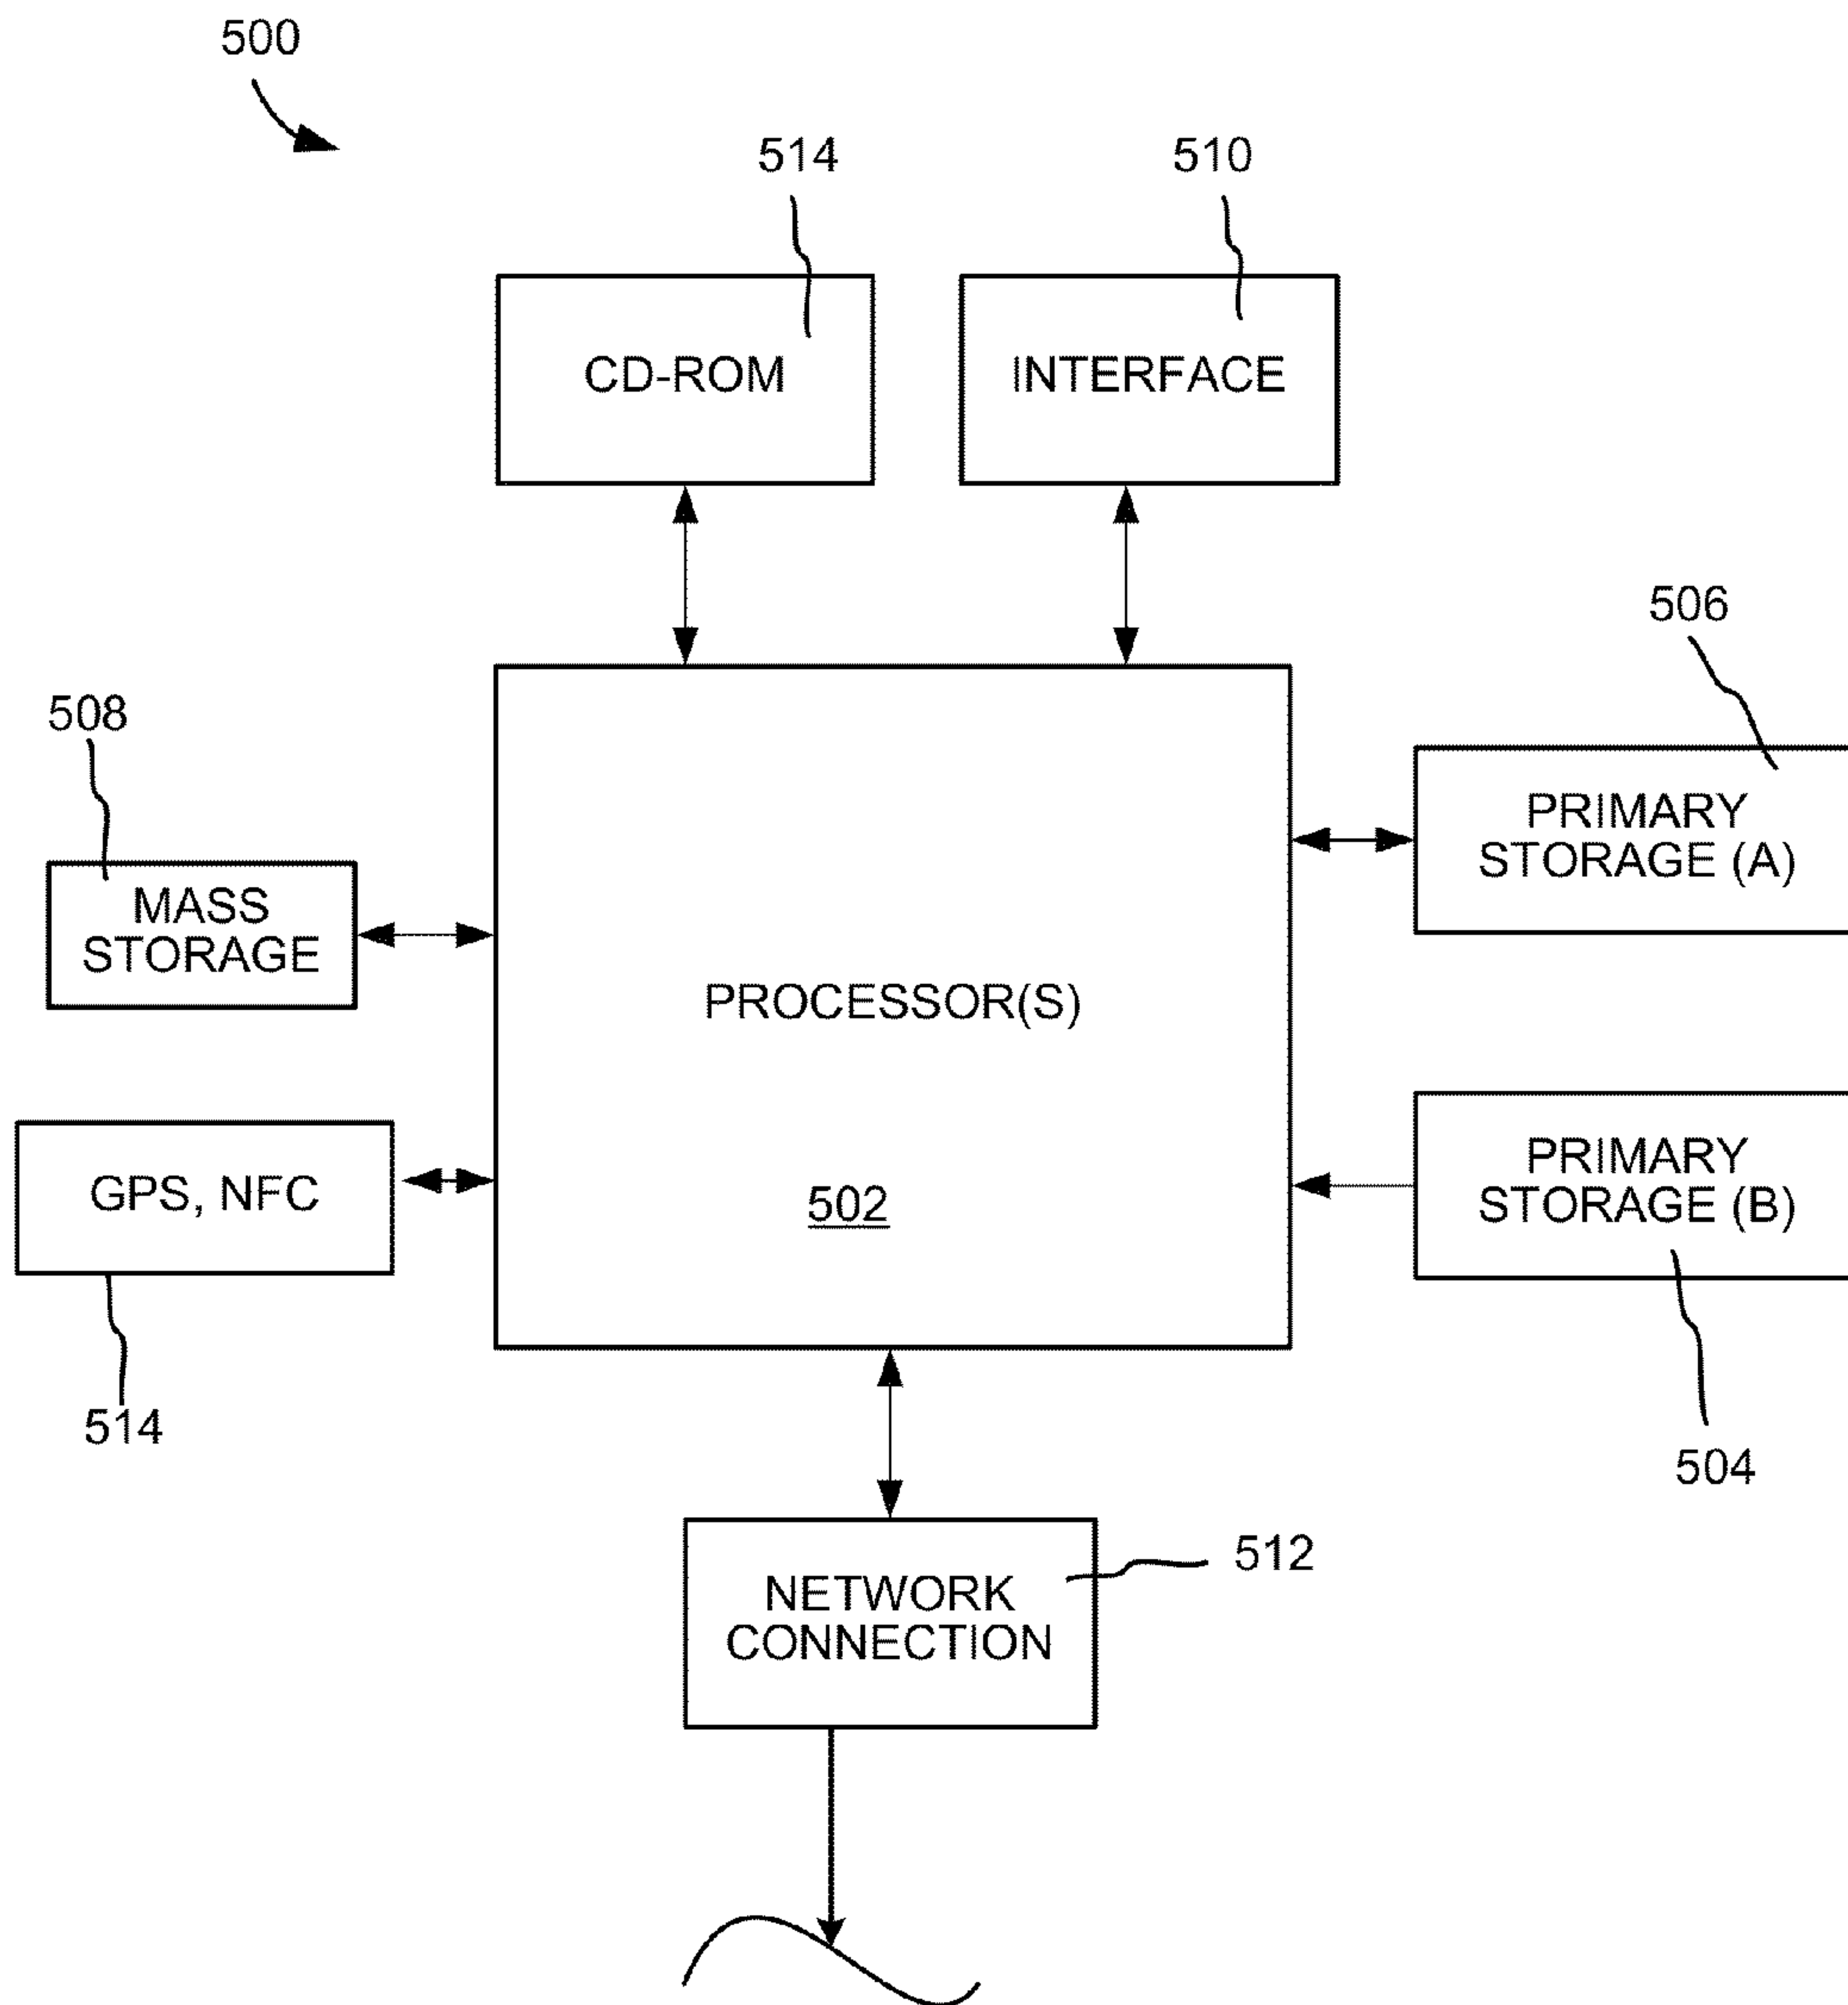 500
514
510
CD-ROM
INTERFACE
506
508
PRIMARY
STORAGE (A)
MASS
STORAGE
PROCESSOR(S)
PRIMARY
STORAGE (B)
GPS, NFC
502
514
504
512
NETWORK
CONNECTION